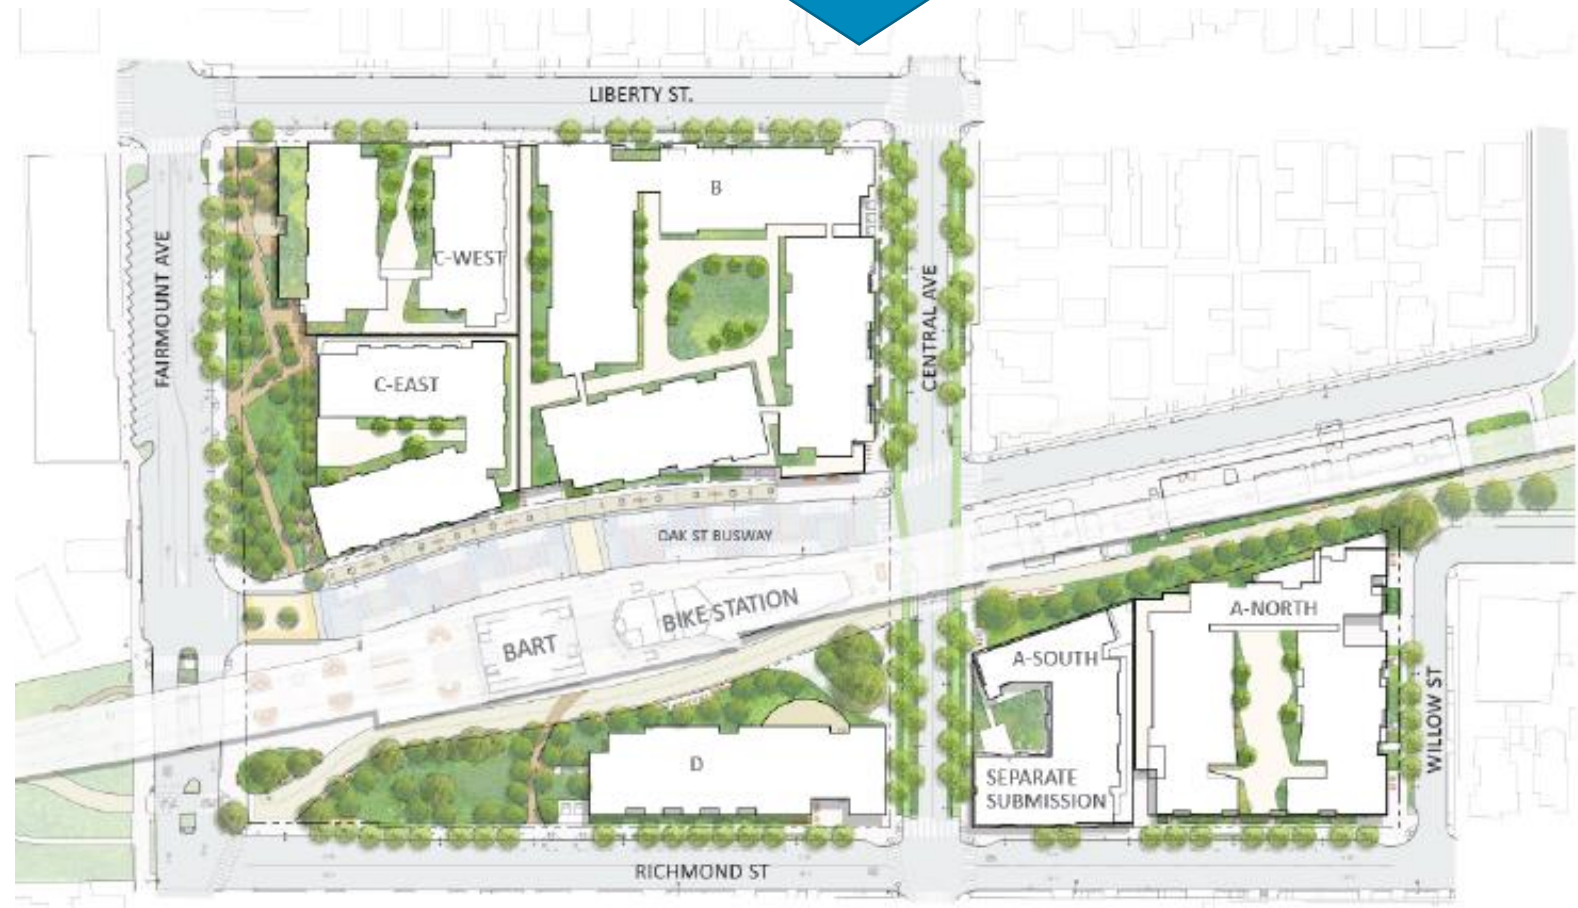 LIBERTY ST.
B
C-WEST
FAIRMOUNT AVE
CENTRAL AVE
C-EAST
OAK ST BUSWAY
BIKE STATION
BART
A-NORTH
A-SOUTH
WILLOW ST
D
SEPARATE
SUBMISSION
RICHMOND ST